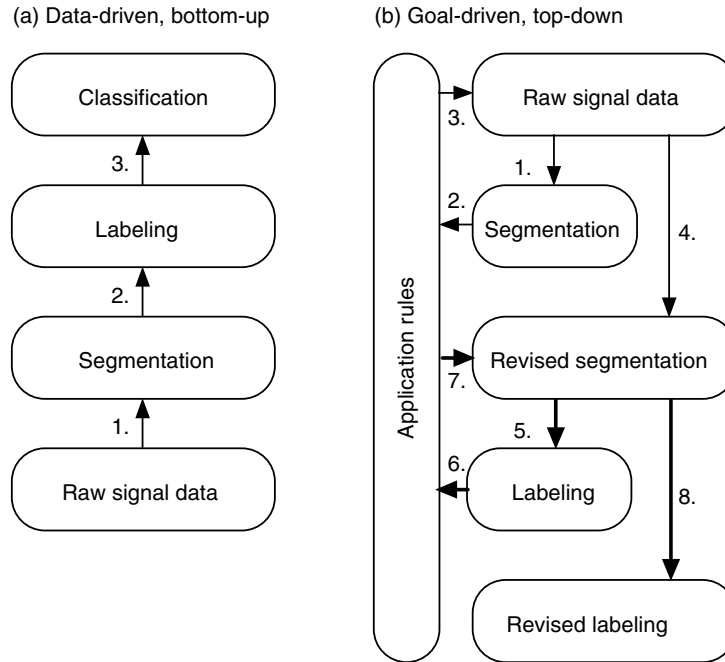 (a) Data-driven, bottom-up
Classification
3.
Labeling
2.
Segmentation
1.
Raw signal data
(b) Goal-driven, top-down
Application rules
Raw signal data
3.
1.
2.
Segmentation
4.
Revised segmentation
7.
5.
6.
Labeling
8.
Revised labeling